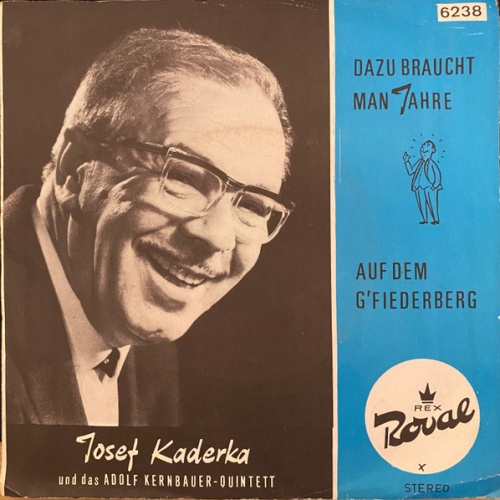 6238
DAZU BRAUCHT
MAN JAHRE
AUF DEM
G'FIEDERBERG
REX
Royal
x
STEREO
Josef Kaderka
und das ADOLF KERNBAUER-QUINTETT